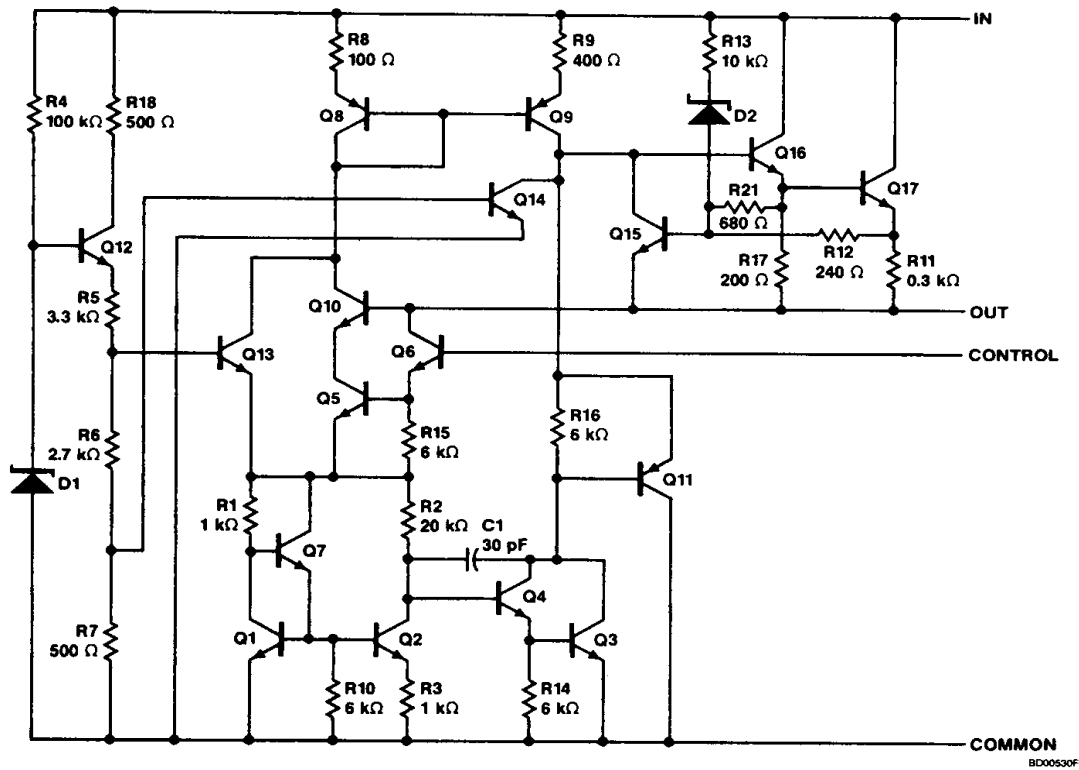 IN
R8
100 Ω
R9
400 Ω
R13
10 kΩ
R4
100 kΩ
R18
500 Ω
Q8
Q9
D2
Q16
Q14
Q17
R21
680 Ω
Q15
Q12
R12
240 Ω
R17
200 Ω
R11
0.3 kΩ
R5
3.3 kΩ
Q10
OUT
Q13
Q6
CONTROL
Q5
R16
6 kΩ
R6
2.7 kΩ
R15
6 kΩ
D1
Q11
R1
1 kΩ
R2
20 kΩ
C1
30 pF
Q7
Q4
R7
500 Ω
Q1
Q2
Q3
R10
6 kΩ
R3
1 kΩ
R14
6 kΩ
COMMON
BD00530F